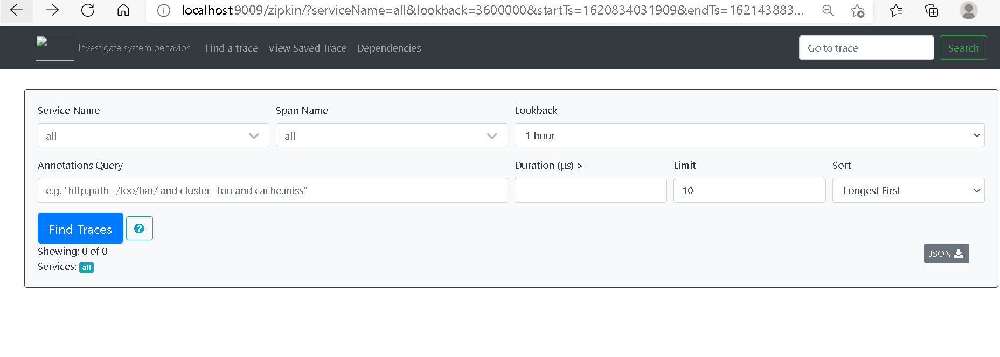 localhost:9009/zipkin/?serviceName=all&lookback=3600000&startTs=1620834031909&endTs=162143883...
Investigate system behavior Find a trace View Saved Trace Dependencies Go to trace Search
Service Name Span Name Lookback
all all 1 hour
Annotations Query Duration (µs) >= Limit Sort
e.g. "http.path=/foo/bar/ and cluster=foo and cache.miss" 10 Longest First
Find Traces ?
Showing: 0 of 0 JSON
Services: all